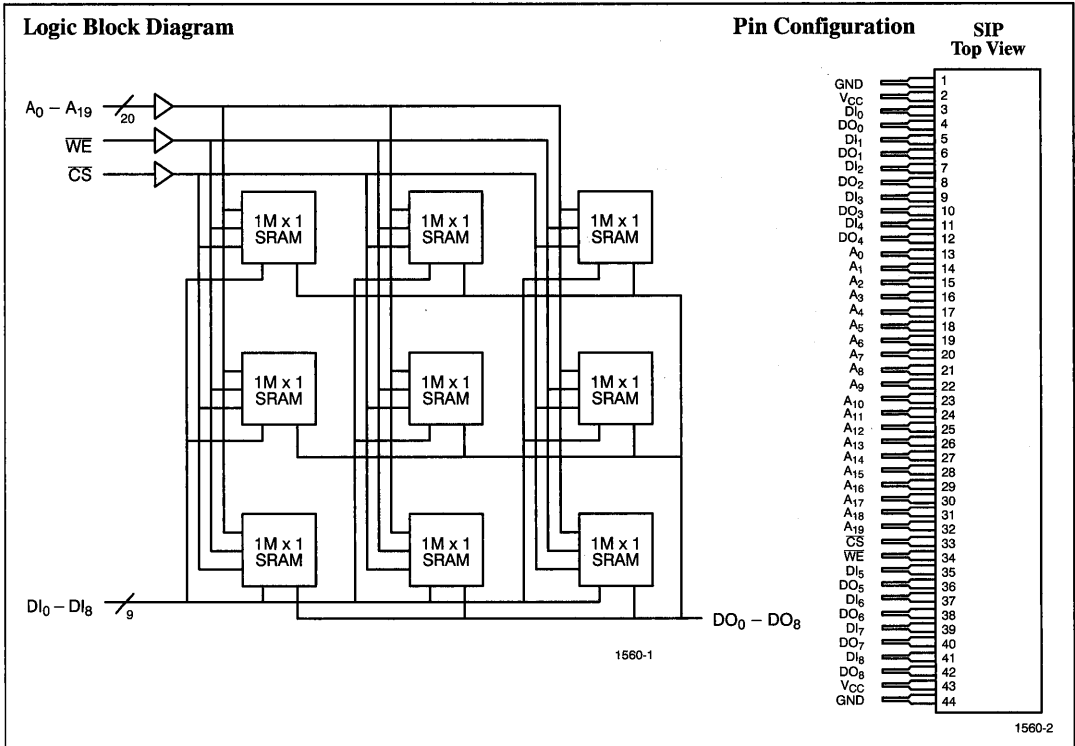 Logic Block Diagram
A0 – A19
20
WE
CS
1M x 1
SRAM
1M x 1
SRAM
1M x 1
SRAM
1M x 1
SRAM
1M x 1
SRAM
1M x 1
SRAM
1M x 1
SRAM
1M x 1
SRAM
1M x 1
SRAM
DI0 – DI8
9
DO0 – DO8
1560-1
Pin Configuration
SIP
Top View
GND 1
VCC 2
DI0 3
DO0 4
DI1 5
DO1 6
DI2 7
DO2 8
DI3 9
DO3 10
DI4 11
DO4 12
A0 13
A1 14
A2 15
A3 16
A4 17
A5 18
A6 19
A7 20
A8 21
A9 22
A10 23
A11 24
A12 25
A13 26
A14 27
A15 28
A16 29
A17 30
A18 31
A19 32
CS 33
WE 34
DI5 35
DO5 36
DI6 37
DO6 38
DI7 39
DO7 40
DI8 41
DO8 42
VCC 43
GND 44
1560-2